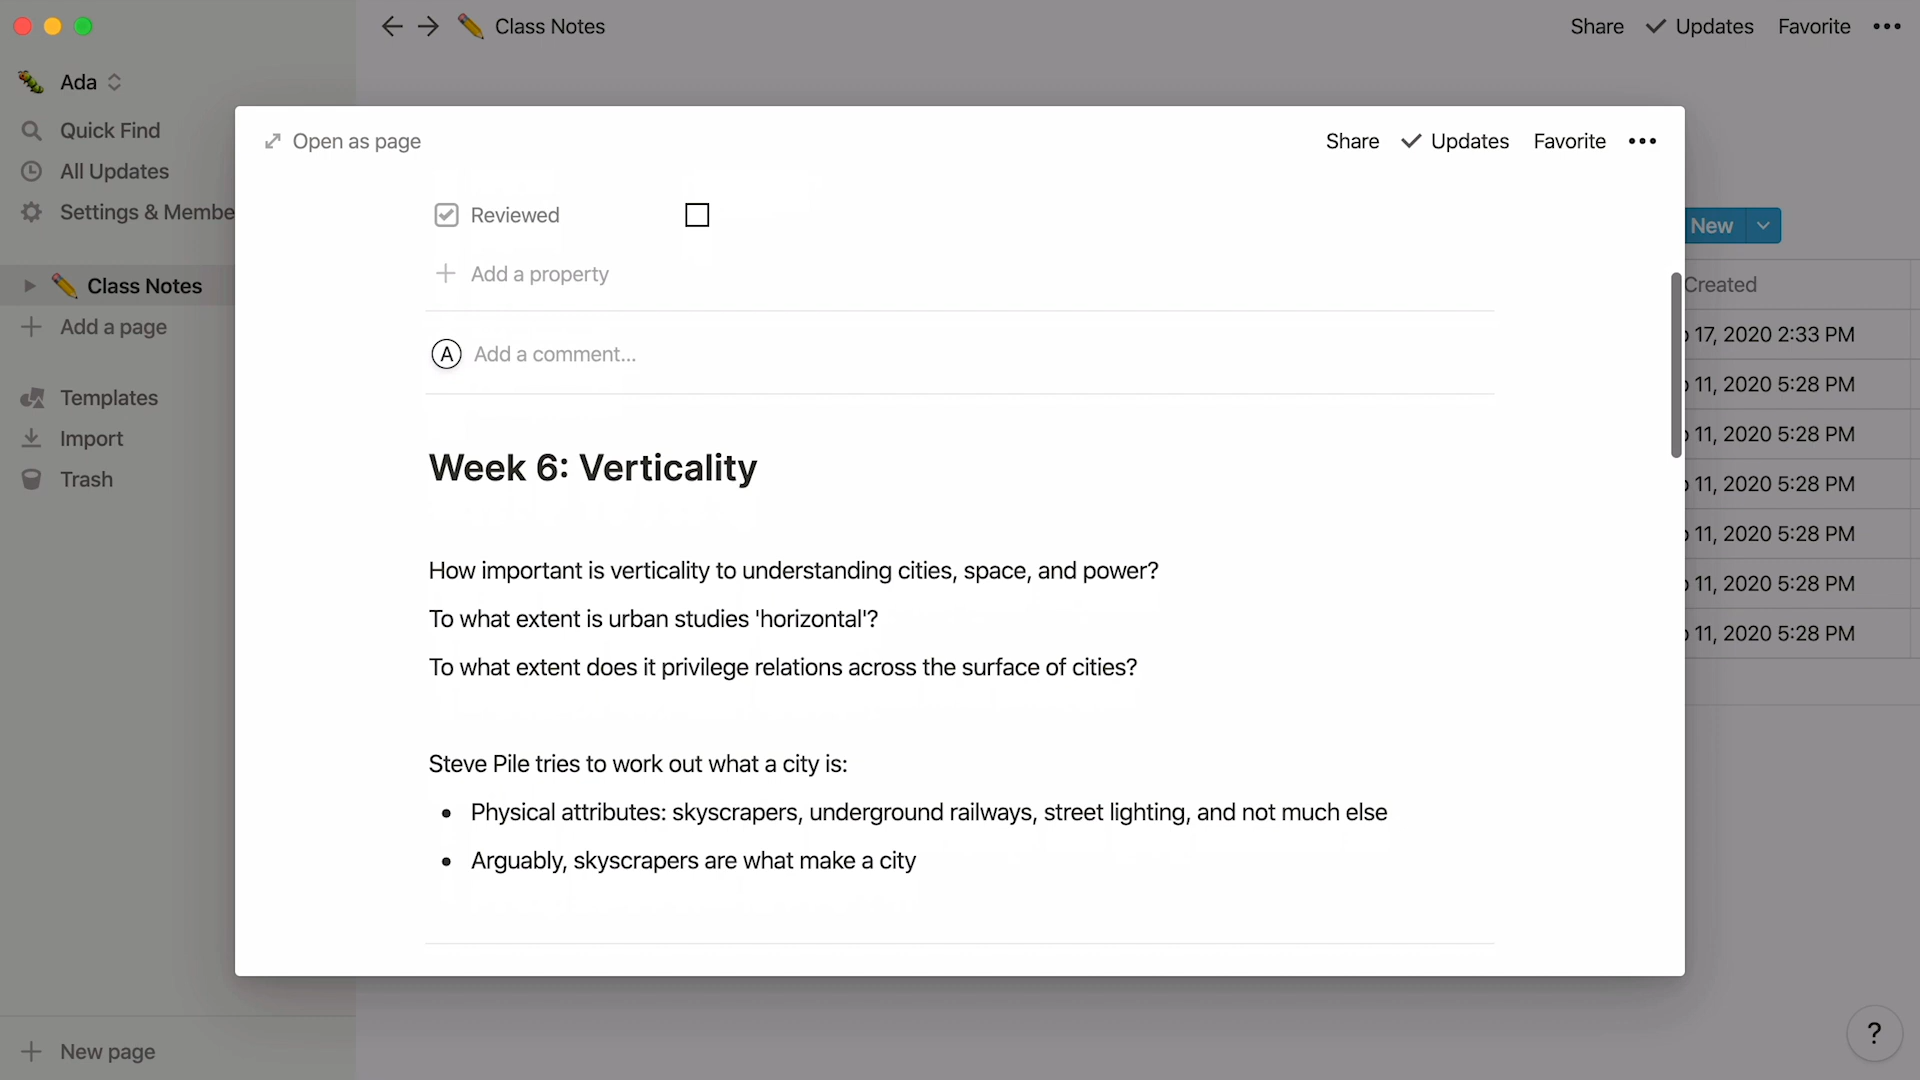 Class Notes
Share
Updates
Favorite
Ada
Quick Find
All Updates
Settings & Membe
Class Notes
Add a page
Templates
Import
Trash
New page
Open as page
Share
Updates
Favorite
Reviewed
Add a property
A
Add a comment...
Week 6: Verticality
How important is verticality to understanding cities, space, and power?
To what extent is urban studies 'horizontal'?
To what extent does it privilege relations across the surface of cities?
Steve Pile tries to work out what a city is:
Physical attributes: skyscrapers, underground railways, street lighting, and not much else
Arguably, skyscrapers are what make a city
New
Created
17, 2020 2:33 PM
11, 2020 5:28 PM
11, 2020 5:28 PM
11, 2020 5:28 PM
11, 2020 5:28 PM
11, 2020 5:28 PM
11, 2020 5:28 PM
?